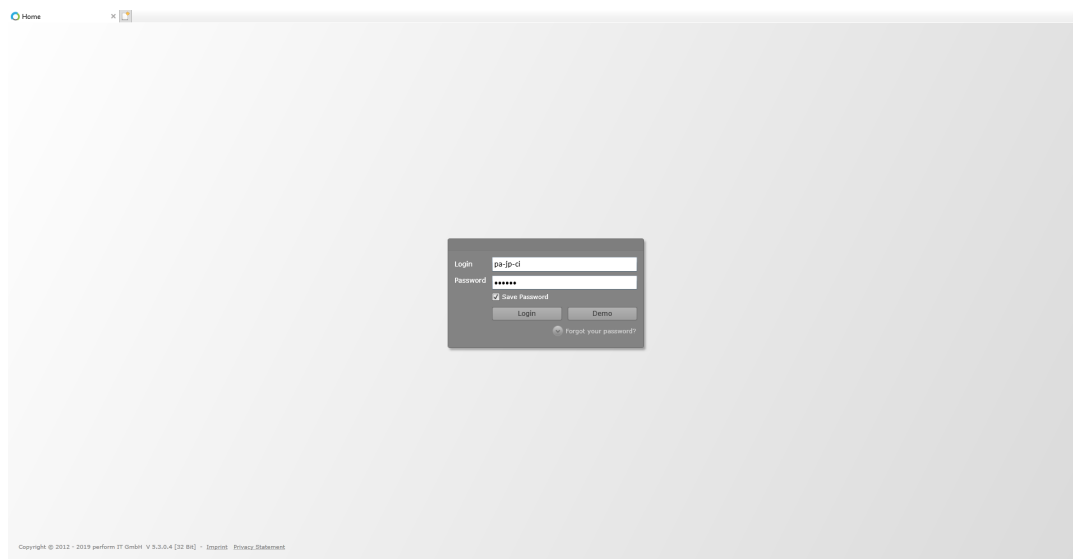 Home
Login pa-jp-ci
Password ••••••
Save Password
Login Demo
Forgot your password?
Copyright © 2012 - 2019 perform IT GmbH V 5.3.0.4 [32 Bit] - Imprint Privacy Statement